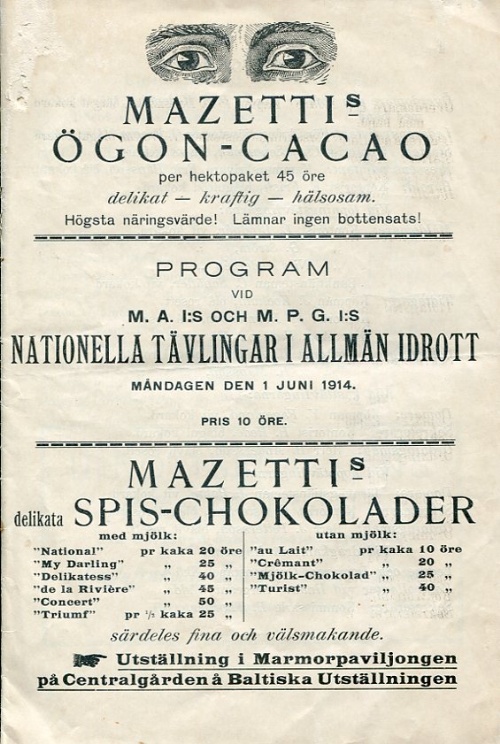 MAZETTIs
ÖGON-CACAO
per hektopaket 45 öre
delikat — kraftig — hälsosam.
Högsta näringsvärde! Lämnar ingen bottensats!
PROGRAM
VID
M. A. I:S OCH M. P. G. I:S
NATIONELLA TÄVLINGAR I ALLMÄN IDROTT
MÅNDAGEN DEN 1 JUNI 1914.
PRIS 10 ÖRE.
MAZETTIs
delikata SPIS-CHOKOLADER
med mjölk:
"National" pr kaka 20 öre
"My Darling" „ 25 „
"Delikatess" „ 40 „
"de la Rivière" „ 45 „
"Concert" „ 50 „
"Triumf" pr ½ kaka 25 „
utan mjölk:
"au Lait" pr kaka 10 öre
"Crêmant" „ 20 „
"Mjölk-Chokolad" „ 25 „
"Turist" „ 40 „
särdeles fina och välsmakande.
Utställning i Marmorpaviljongen
på Centralgården å Baltiska Utställningen